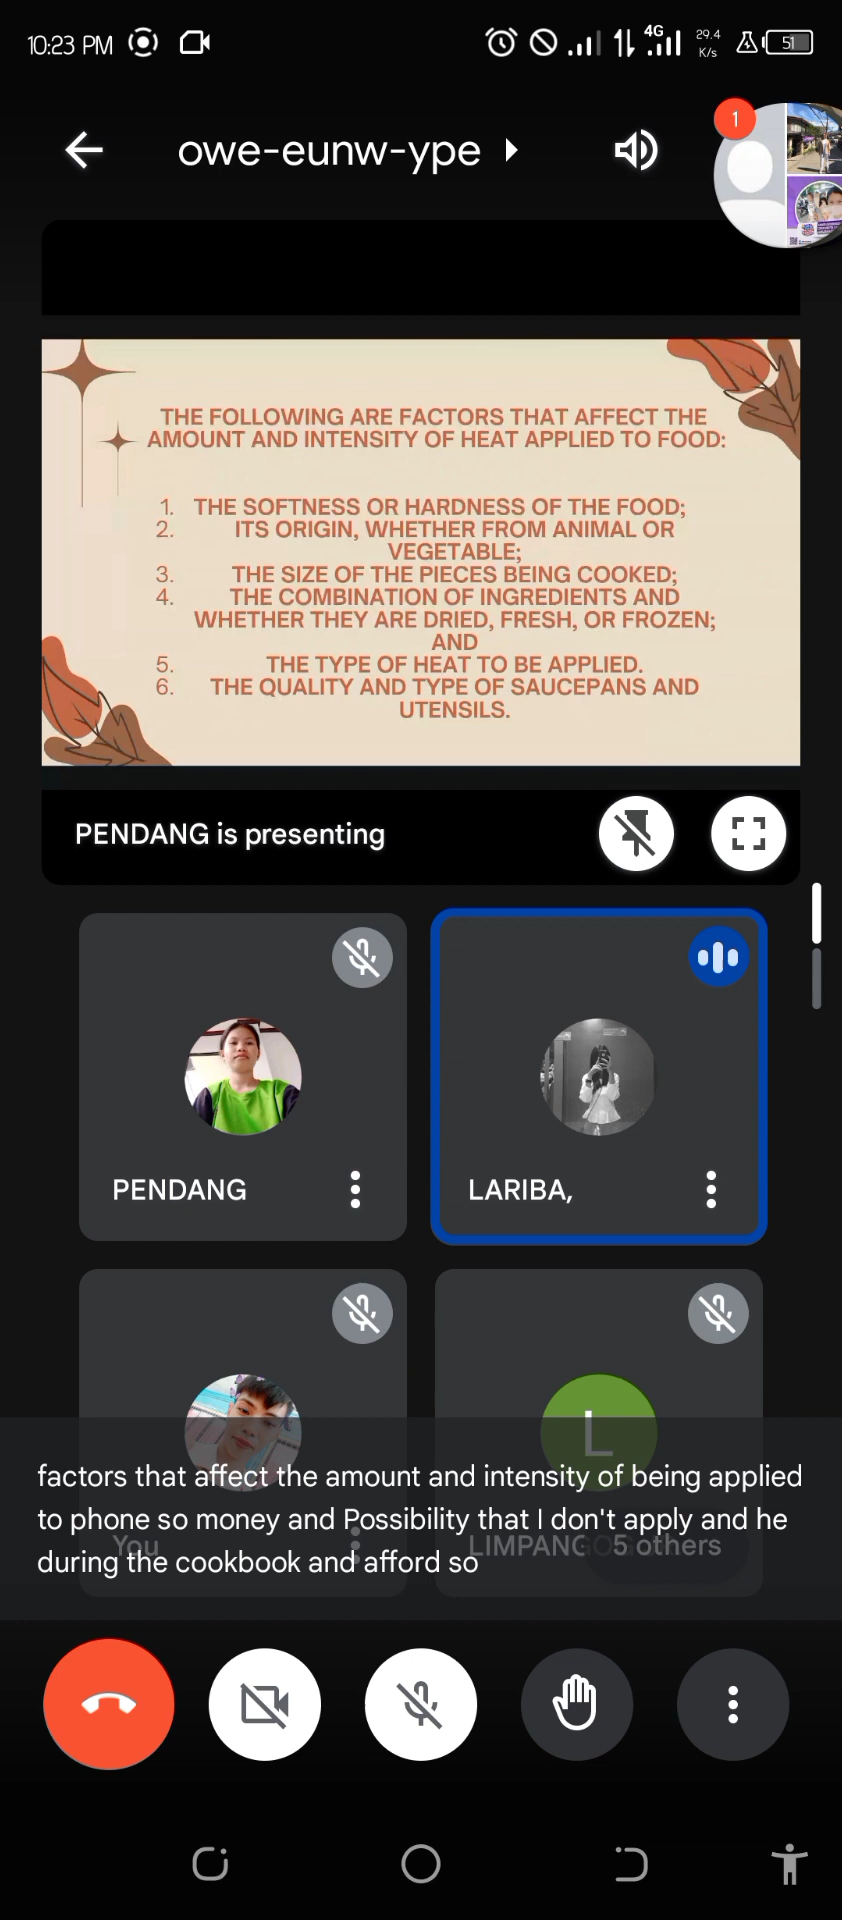 10:23 PM 4G 29.4 K/s 51
owe-eunw-ype
1
THE FOLLOWING ARE FACTORS THAT AFFECT THE
AMOUNT AND INTENSITY OF HEAT APPLIED TO FOOD:
1. THE SOFTNESS OR HARDNESS OF THE FOOD;
2. ITS ORIGIN, WHETHER FROM ANIMAL OR
VEGETABLE;
3. THE SIZE OF THE PIECES BEING COOKED;
4. THE COMBINATION OF INGREDIENTS AND
WHETHER THEY ARE DRIED, FRESH, OR FROZEN;
AND
5. THE TYPE OF HEAT TO BE APPLIED.
6. THE QUALITY AND TYPE OF SAUCEPANS AND
UTENSILS.
PENDANG is presenting
PENDANG
LARIBA,
L
factors that affect the amount and intensity of being applied
to phone so money and Possibility that I don't apply and he
You
5 others
during the cookbook and afford so